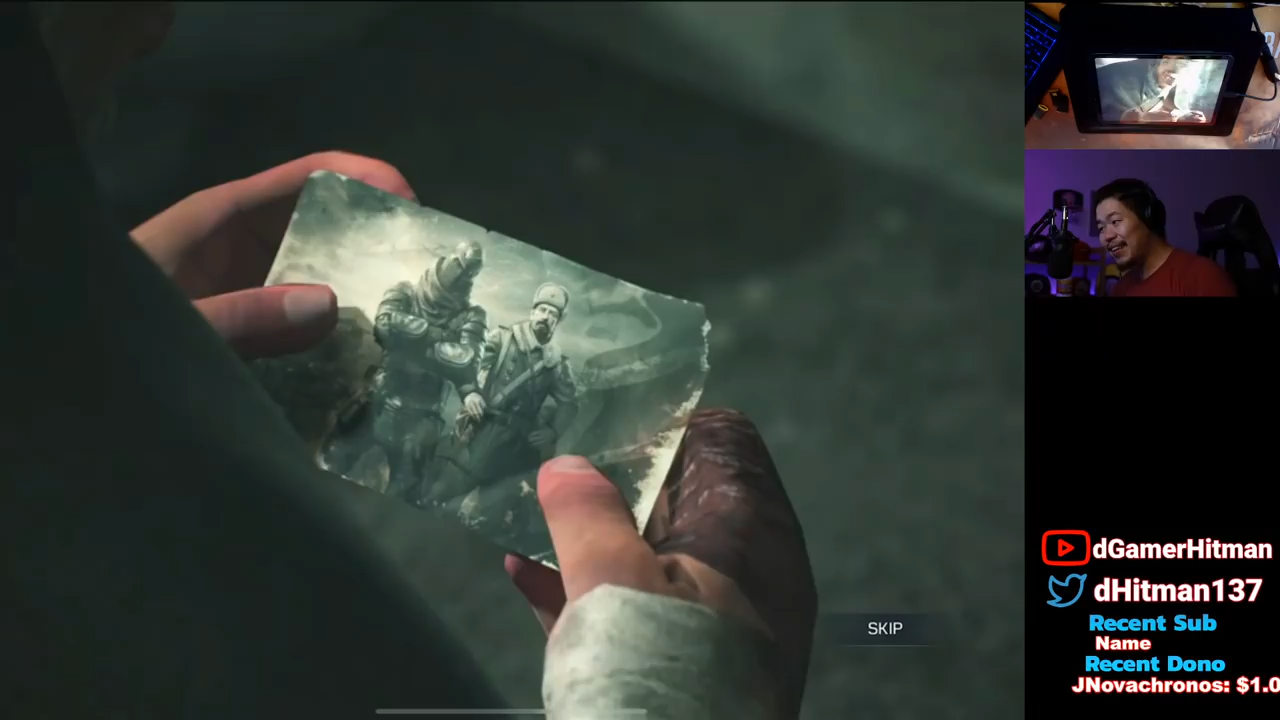 SKIP
dGamerHitman
dHitman137
Recent Sub
Name
Recent Dono
JNovachronos: $1.0